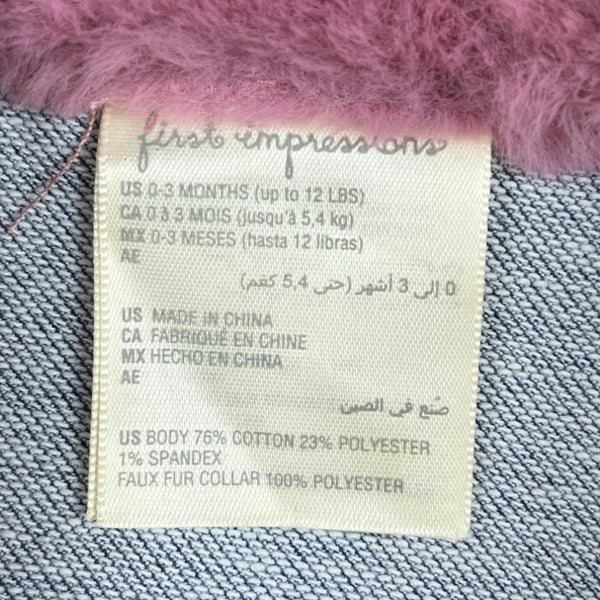 first impressions
US 0-3 MONTHS (up to 12 LBS)
CA 0 à 3 MOIS (jusqu'à 5,4 kg)
MX 0-3 MESES (hasta 12 libras)
AE
0 إلى 3 أشهر (حتى 5,4 كغم)
US MADE IN CHINA
CA FABRIQUÉ EN CHINE
MX HECHO EN CHINA
AE
صُنع في الصين
US BODY 76% COTTON 23% POLYESTER
1% SPANDEX
FAUX FUR COLLAR 100% POLYESTER